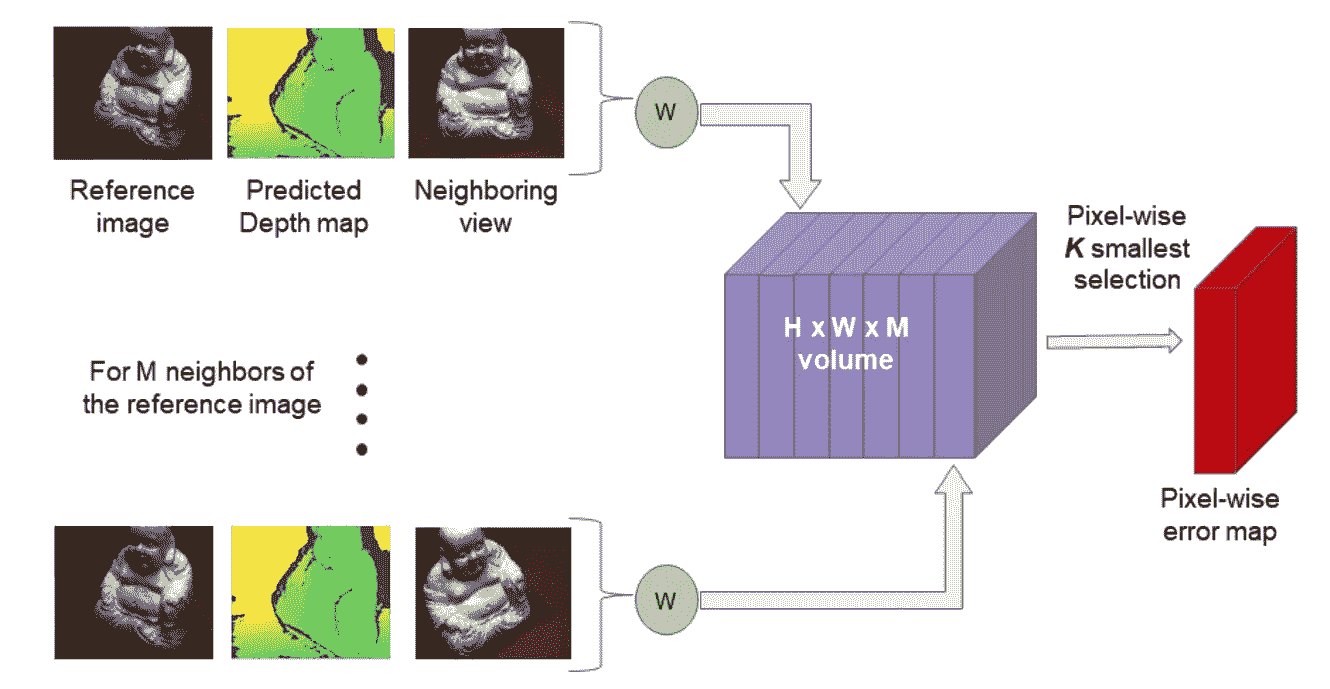 W
Reference
image
Predicted
Depth map
Neighboring
view
Pixel-wise
K smallest
selection
H x W x M
volume
For M neighbors of
the reference image
Pixel-wise
error map
W